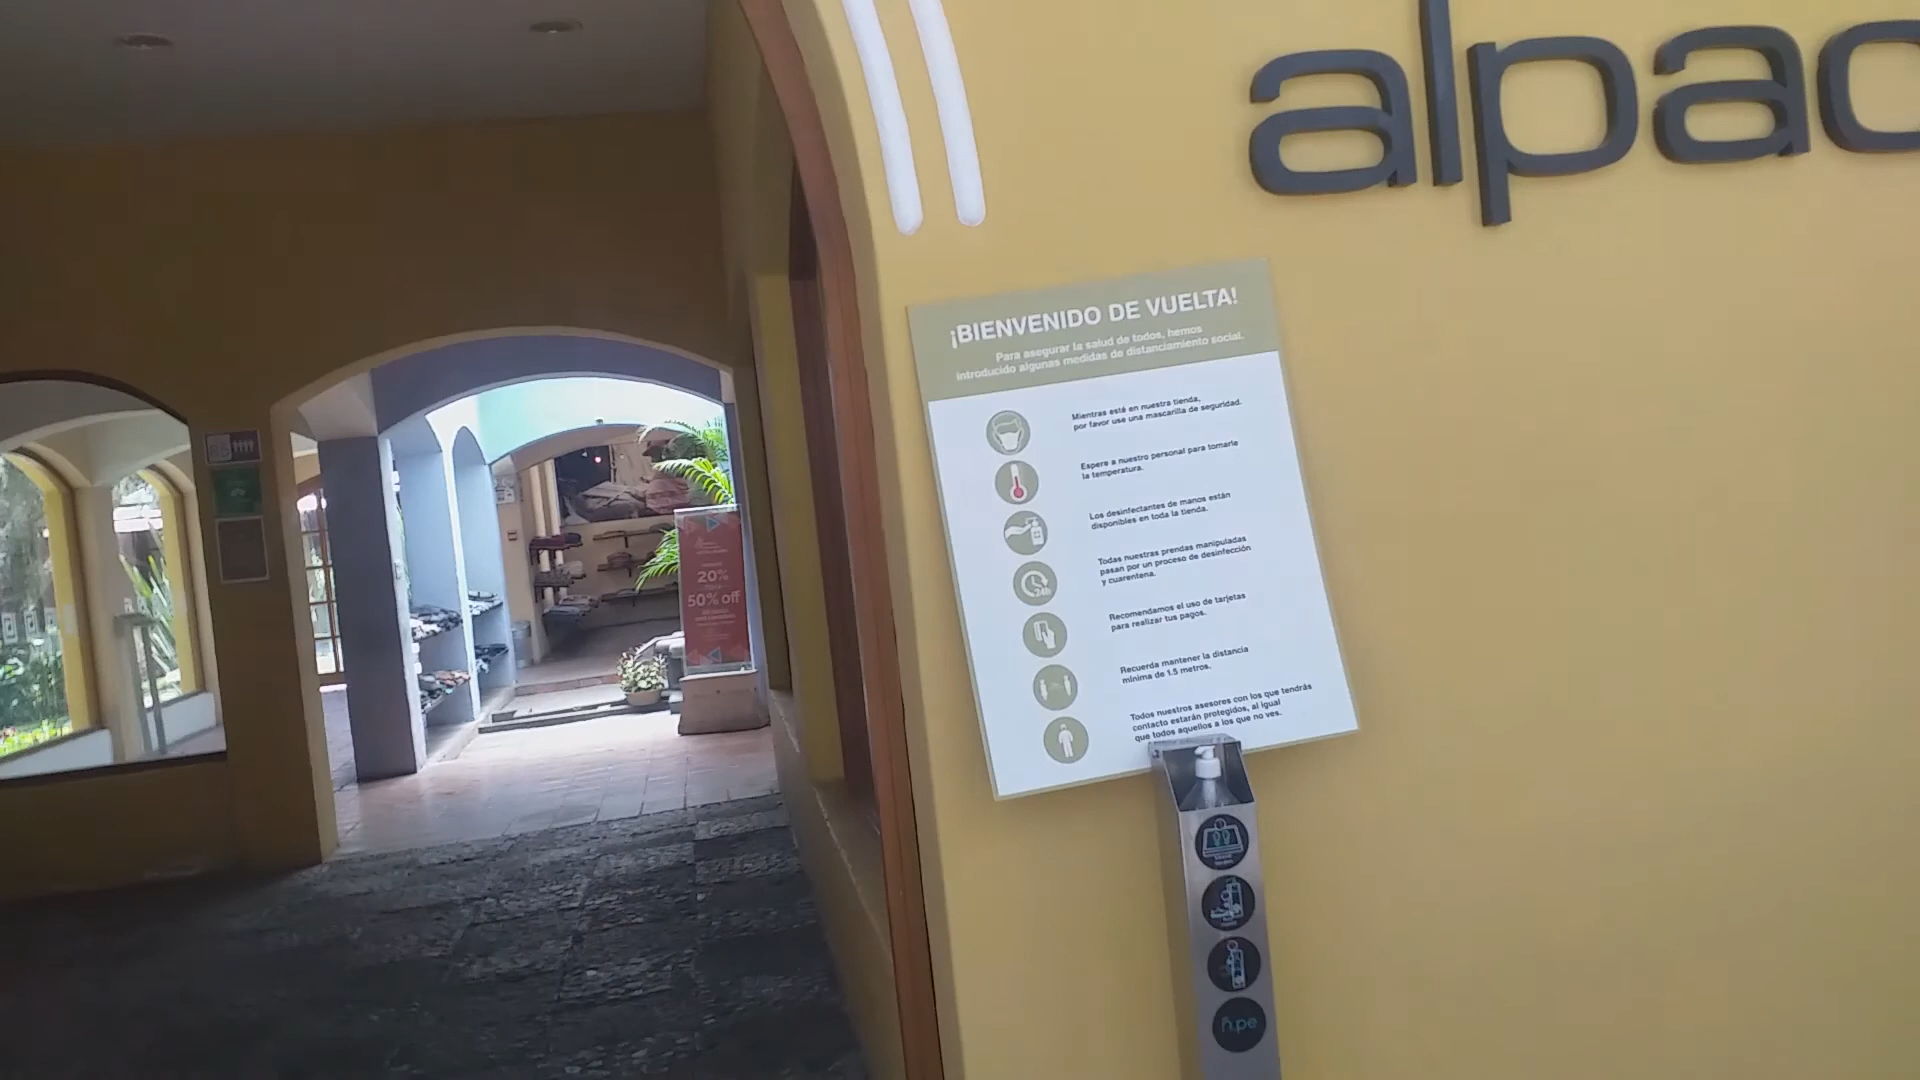 alpac
¡BIENVENIDO DE VUELTA!
Para asegurar la salud de todos, hemos
introducido algunas medidas de distanciamiento social.
Mientras esté en nuestra tienda,
por favor use una mascarilla de seguridad.
Espere a nuestro personal para tomarle
la temperatura.
Los desinfectantes de manos están
disponibles en toda la tienda.
24h
Todas nuestras prendas manipuladas
pasan por un proceso de desinfección
y cuarentena.
Recomendamos el uso de tarjetas
para realizar tus pagos.
Recuerda mantener la distancia
mínima de 1.5 metros.
Todos nuestros asesores con los que tendrás
contacto estarán protegidos, al igual
que todos aquellos a los que no ves.
20%
50% off